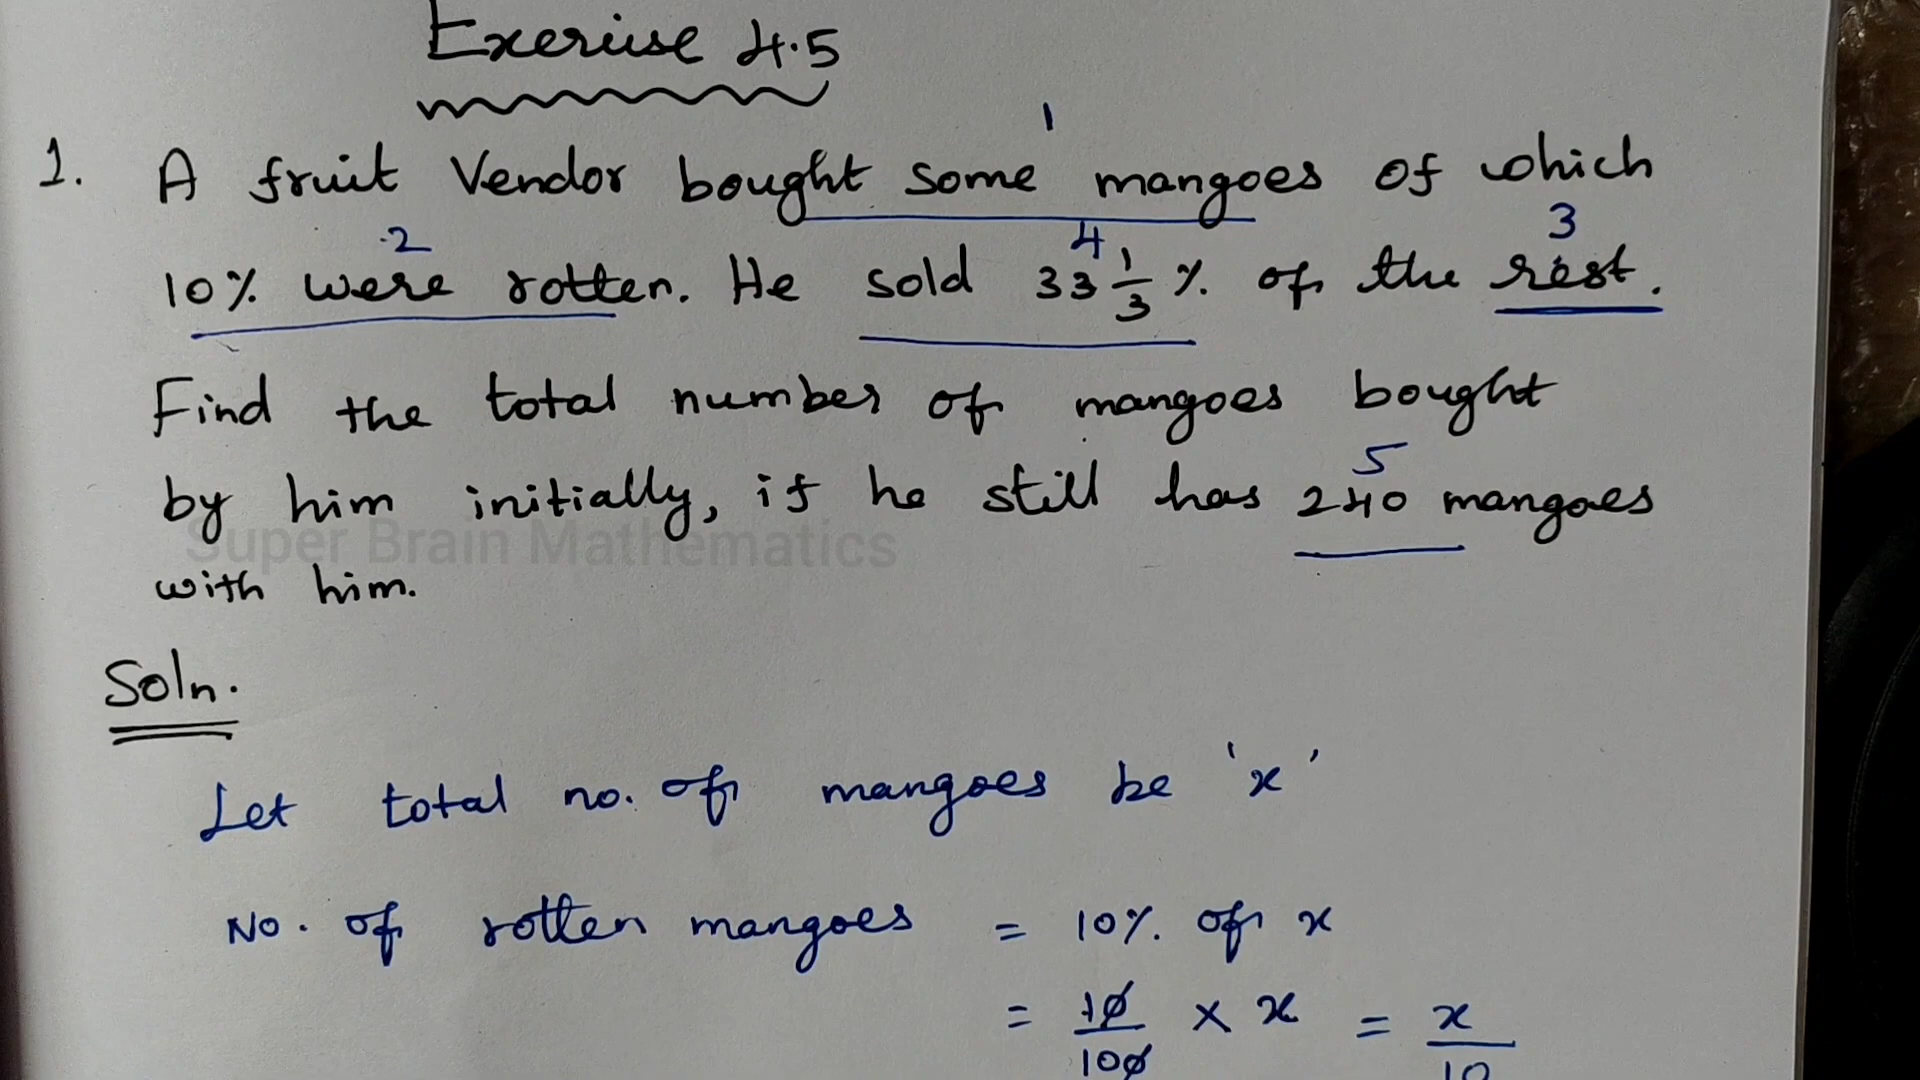 Exercise 4.5
1
1. A fruit Vendor bought some mangoes of which
2 4 3
10% were rotten. He sold 33 1/3 % of the rest.
Find the total number of mangoes bought
5
by him initially, if he still has 240 mangoes
Super Brain Mathematics
with him.
Soln.
Let total no. of mangoes be 'x'
No. of rotten mangoes = 10% of x
= 10/100 × x = x/10